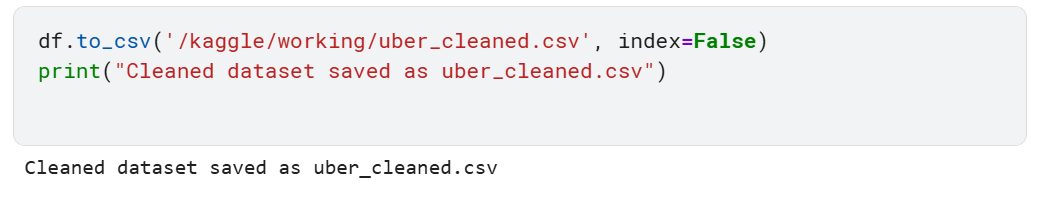 df.to_csv('/kaggle/working/uber_cleaned.csv', index=False)
print("Cleaned dataset saved as uber_cleaned.csv")
Cleaned dataset saved as uber_cleaned.csv